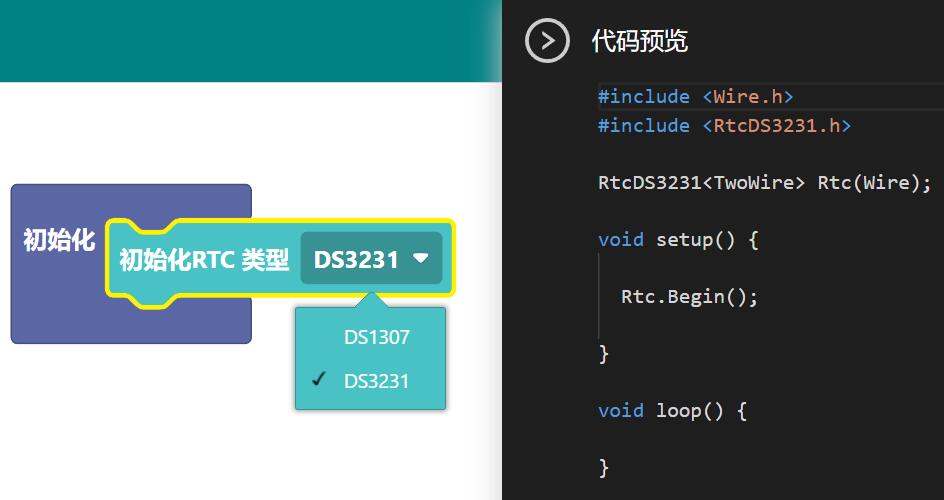 初始化
初始化RTC 类型 DS3231
DS1307
DS3231
代码预览
#include <Wire.h>
#include <RtcDS3231.h>
RtcDS3231<TwoWire> Rtc(Wire);
void setup() {
Rtc.Begin();
}
void loop() {
}